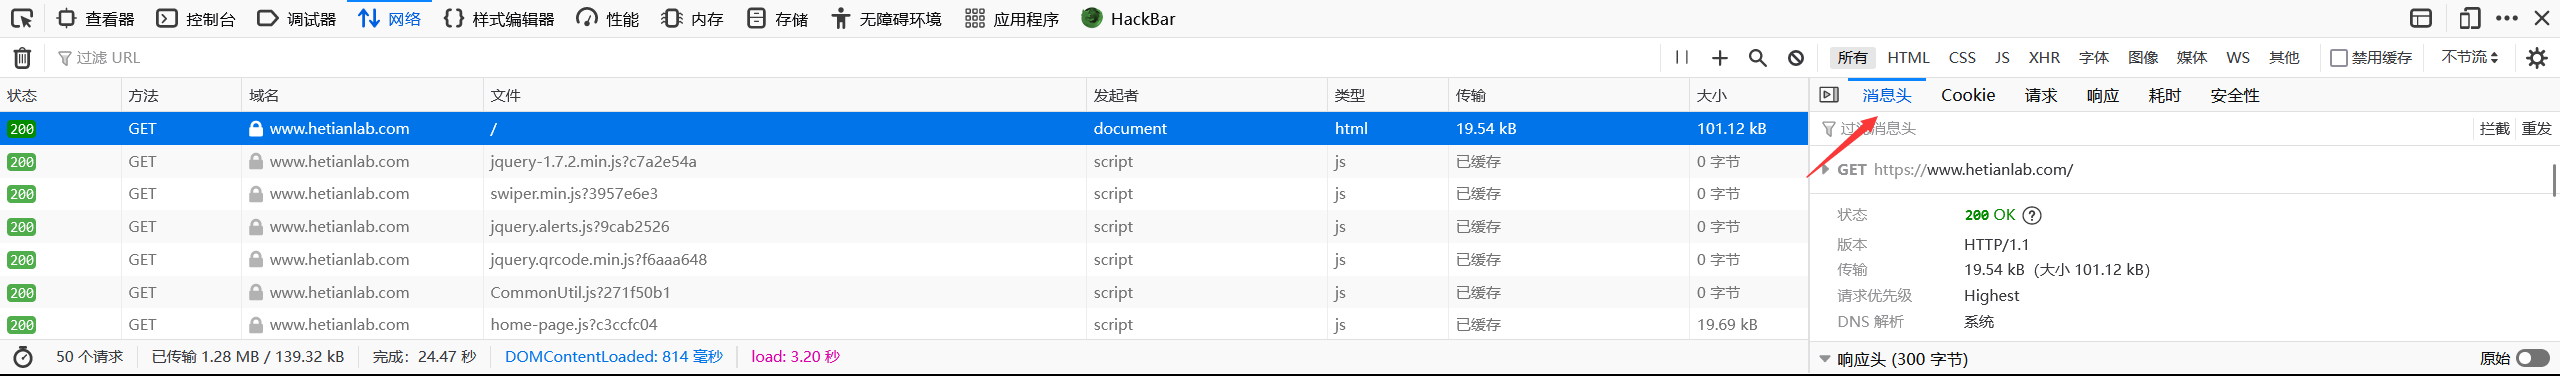 查看器 控制台 调试器 网络 样式编辑器 性能 内存 存储 无障碍环境 应用程序 HackBar
过滤 URL 所有 HTML CSS JS XHR 字体 图像 媒体 WS 其他 禁用缓存 不节流
状态 方法 域名 文件 发起者 类型 传输 大小
200 GET www.hetianlab.com / document html 19.54 kB 101.12 kB
200 GET www.hetianlab.com jquery-1.7.2.min.js?c7a2e54a script js 已缓存 0 字节
200 GET www.hetianlab.com swiper.min.js?3957e6e3 script js 已缓存 0 字节
200 GET www.hetianlab.com jquery.alerts.js?9cab2526 script js 已缓存 0 字节
200 GET www.hetianlab.com jquery.qrcode.min.js?f6aaa648 script js 已缓存 0 字节
200 GET www.hetianlab.com CommonUtil.js?271f50b1 script js 已缓存 0 字节
200 GET www.hetianlab.com home-page.js?c3ccfc04 script js 已缓存 19.69 kB
50 个请求 已传输 1.28 MB / 139.32 kB 完成：24.47 秒 DOMContentLoaded: 814 毫秒 load: 3.20 秒
消息头 Cookie 请求 响应 耗时 安全性
过滤消息头 拦截 重发
GET https://www.hetianlab.com/
状态 200 OK
版本 HTTP/1.1
传输 19.54 kB（大小 101.12 kB）
请求优先级 Highest
DNS 解析 系统
响应头 (300 字节) 原始